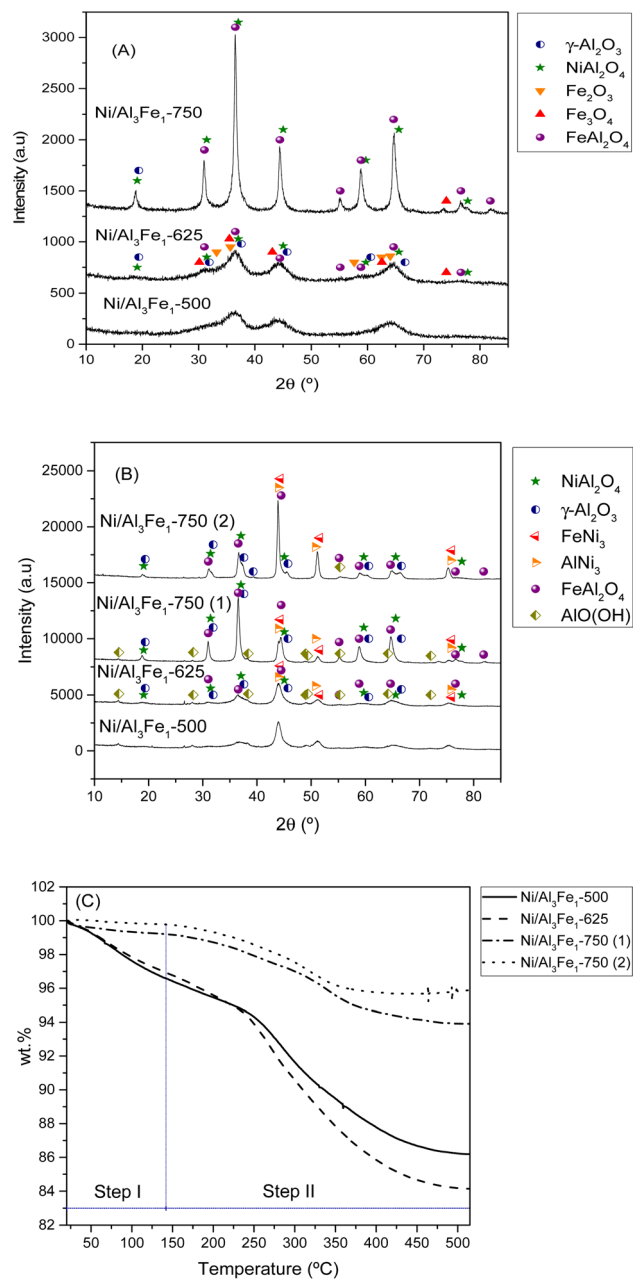 (A)
γ-Al₂O₃
NiAl₂O₄
Fe₂O₃
Fe₃O₄
FeAl₂O₄
Intensity (a.u)
3000
2500
2000
1500
1000
500
0
Ni/Al₃Fe₁-750
Ni/Al₃Fe₁-625
Ni/Al₃Fe₁-500
10 20 30 40 50 60 70 80
2θ (º)
(B)
NiAl₂O₄
γ-Al₂O₃
FeNi₃
AlNi₃
FeAl₂O₄
AlO(OH)
Intensity (a.u)
25000
20000
15000
10000
5000
0
Ni/Al₃Fe₁-750 (2)
Ni/Al₃Fe₁-750 (1)
Ni/Al₃Fe₁-625
Ni/Al₃Fe₁-500
10 20 30 40 50 60 70 80
2θ (º)
(C)
Ni/Al₃Fe₁-500
Ni/Al₃Fe₁-625
Ni/Al₃Fe₁-750 (1)
Ni/Al₃Fe₁-750 (2)
wt.%
102
100
98
96
94
92
90
88
86
84
82
Step I
Step II
50 100 150 200 250 300 350 400 450 500
Temperature (ºC)